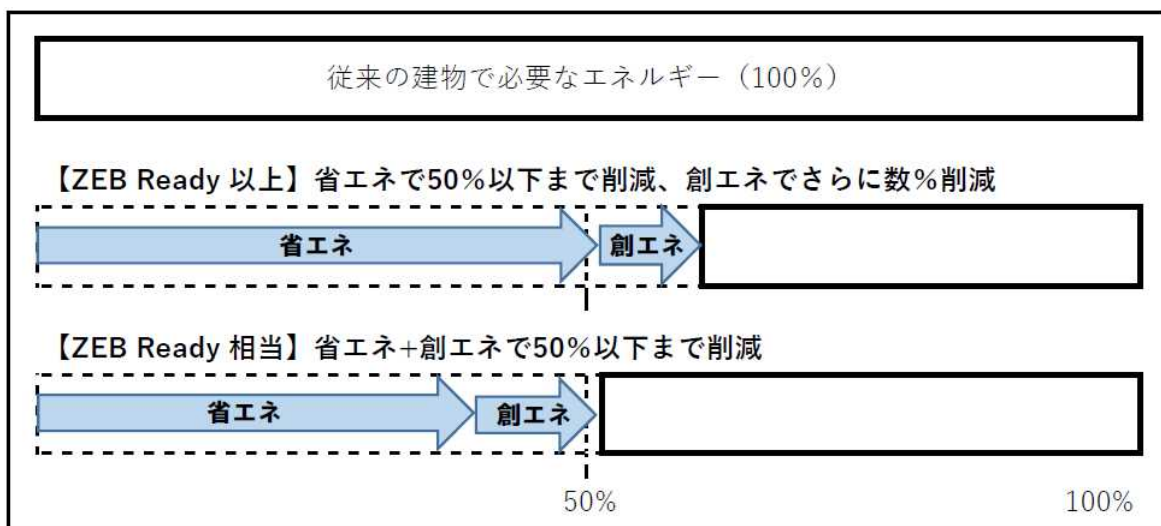 従来の建物で必要なエネルギー（100%）
【ZEB Ready 以上】省エネで50%以下まで削減、創エネでさらに数%削減
省エネ
創エネ
【ZEB Ready 相当】省エネ+創エネで50%以下まで削減
省エネ
創エネ
50%
100%